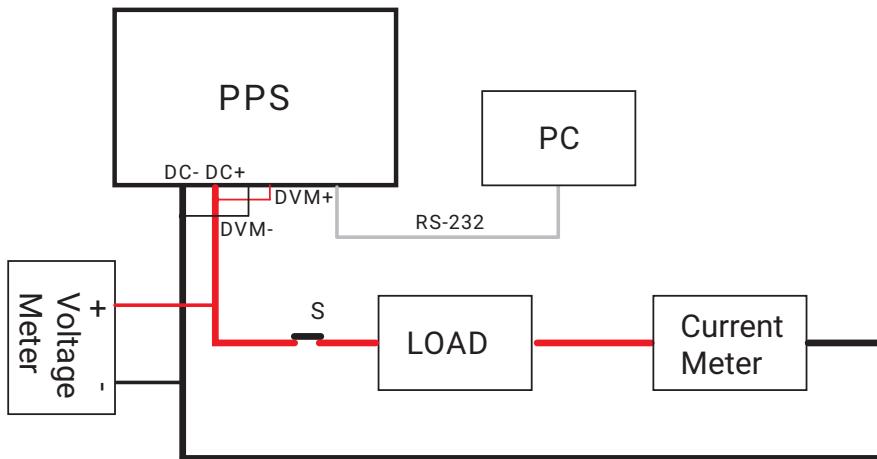 PPS
PC
DC- DC+
DVM+
DVM-
RS-232
Voltage
Meter
+
-
S
LOAD
Current
Meter